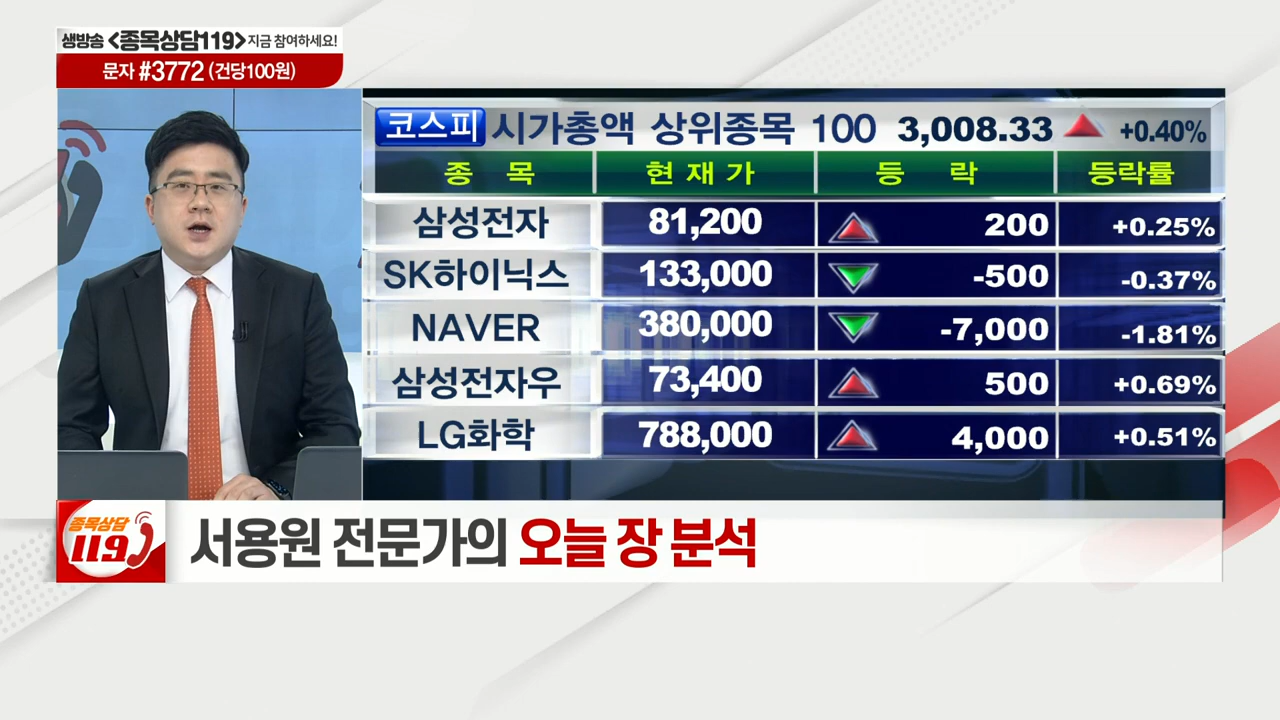 생방송 <종목상담119> 지금 참여하세요!
문자 #3772 (건당100원)
코스피 시가총액 상위종목 100 3,008.33 +0.40%
종 목 현 재 가 등 락 등락률
삼성전자 81,200 200 +0.25%
SK하이닉스 133,000 -500 -0.37%
NAVER 380,000 -7,000 -1.81%
삼성전자우 73,400 500 +0.69%
LG화학 788,000 4,000 +0.51%
종목상담
119
서용원 전문가의 오늘 장 분석